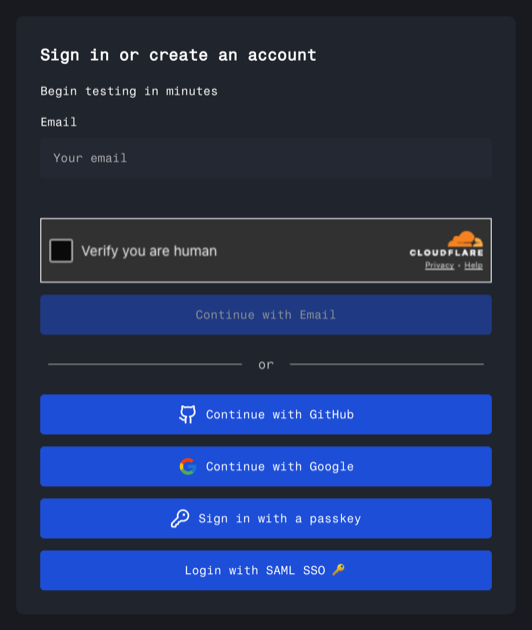 Sign in or create an account
Begin testing in minutes
Email
Your email
Verify you are human
CLOUDFLARE
Privacy • Help
Continue with Email
or
Continue with GitHub
Continue with Google
Sign in with a passkey
Login with SAML SSO 🔑